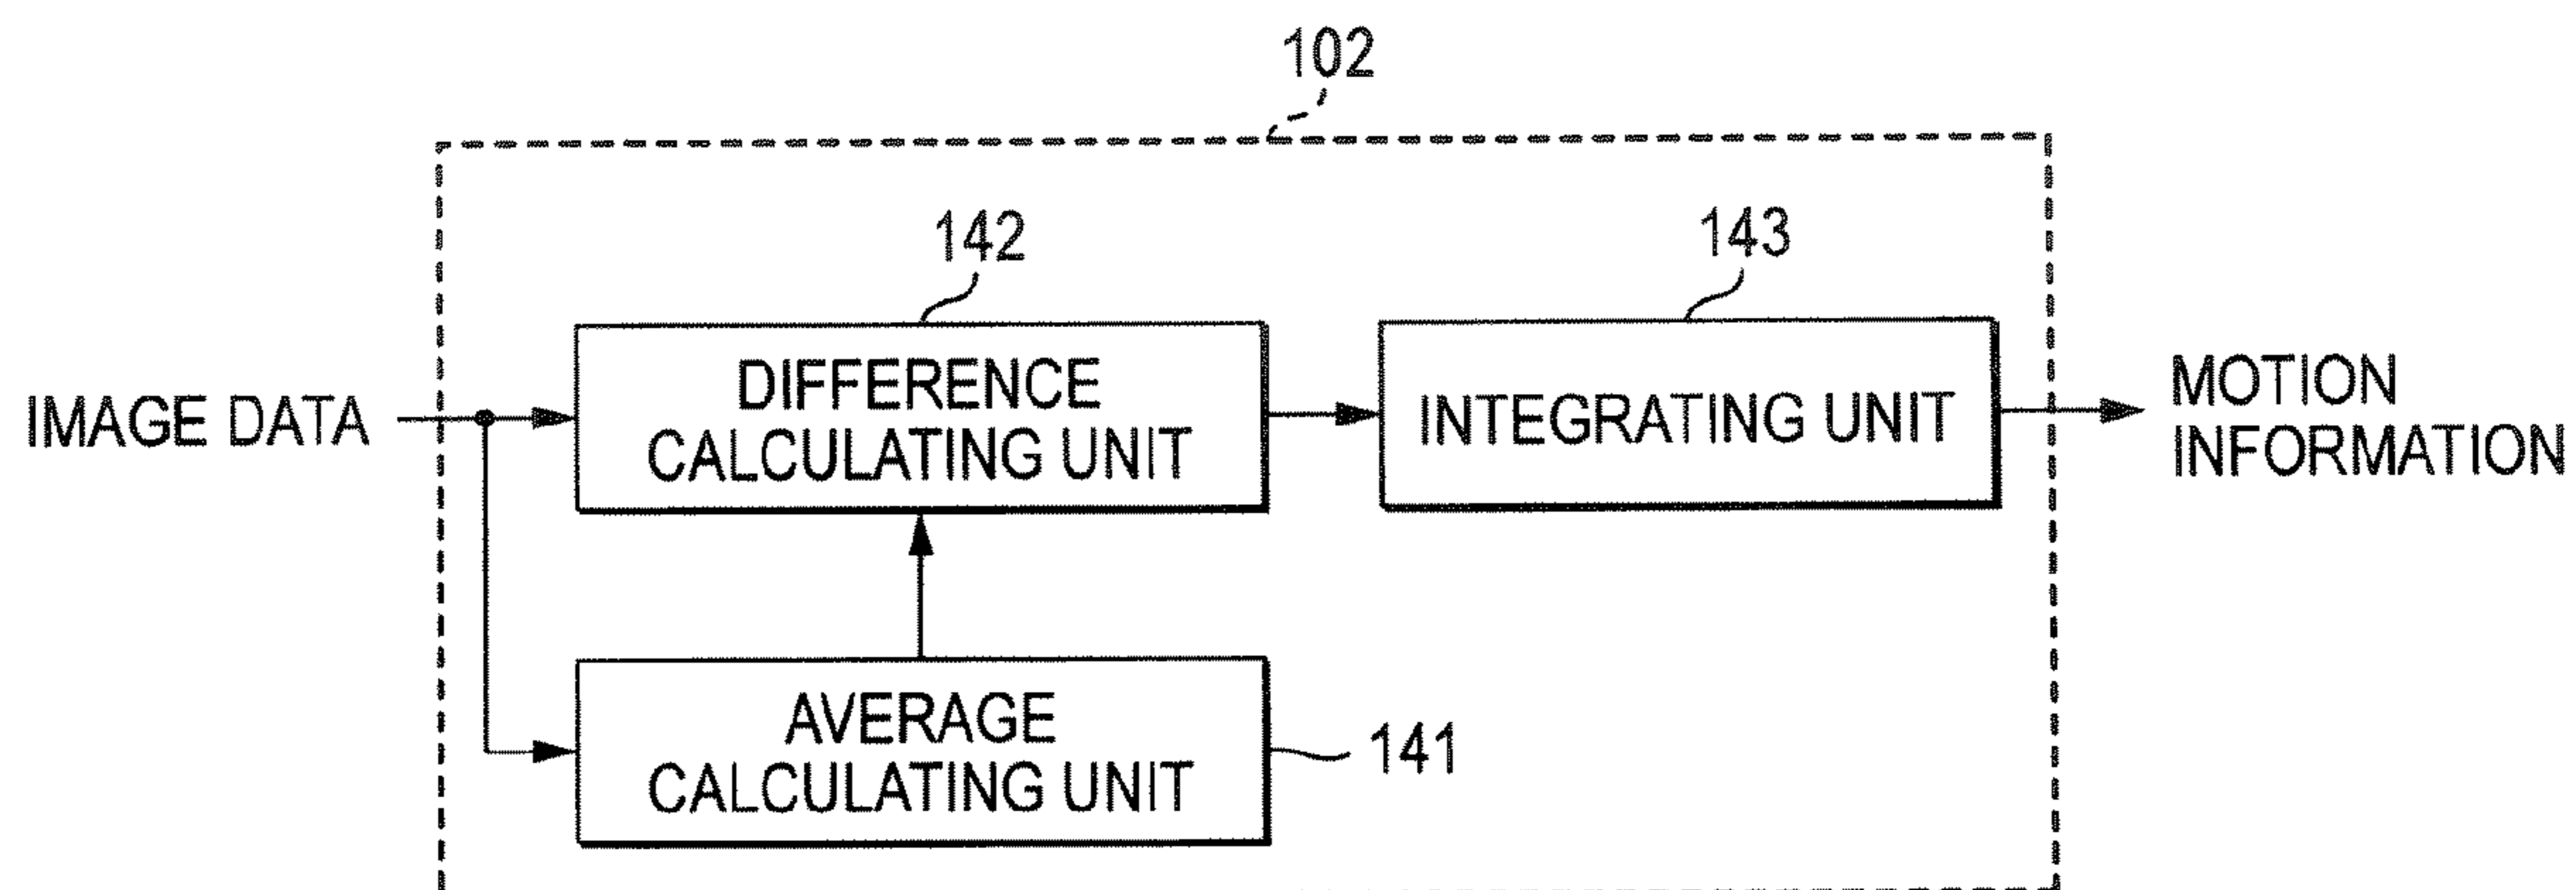 102
142
143
IMAGE DATA
DIFFERENCE
CALCULATING UNIT
INTEGRATING UNIT
MOTION
INFORMATION
AVERAGE
CALCULATING UNIT
141